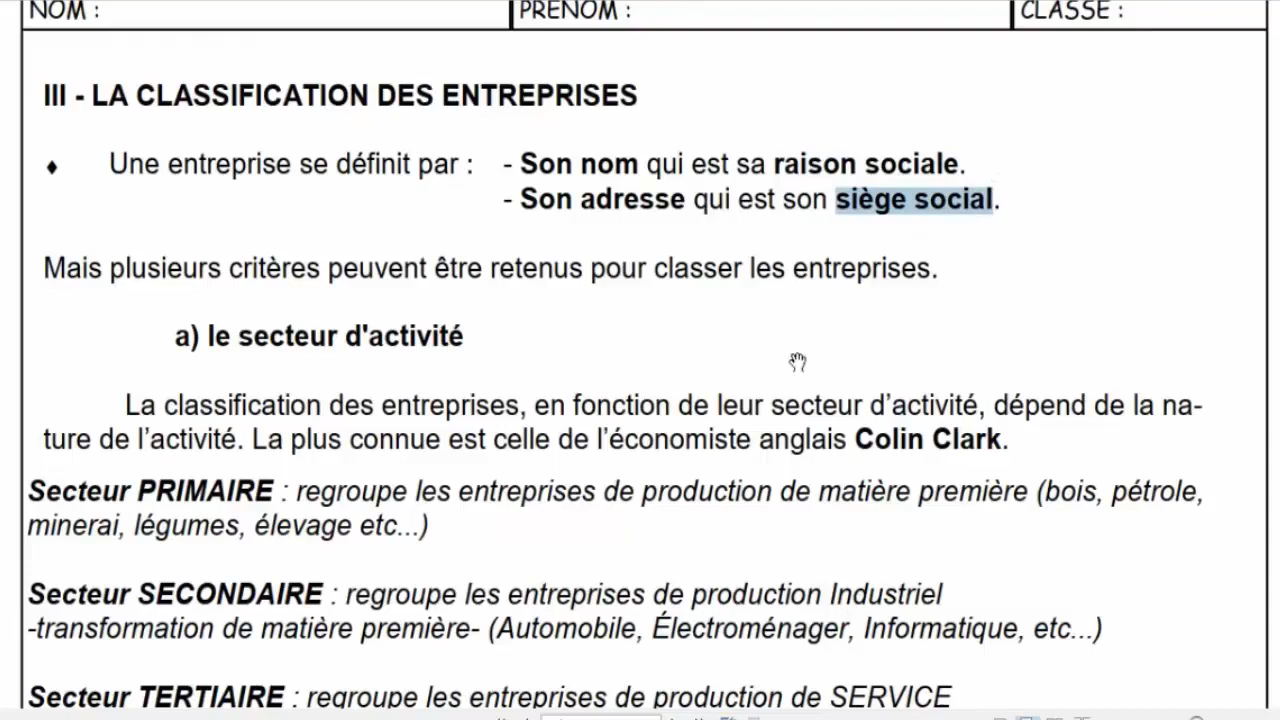 NOM : PRENOM : CLASSE :
III - LA CLASSIFICATION DES ENTREPRISES
♦ Une entreprise se définit par : - Son nom qui est sa raison sociale.
- Son adresse qui est son siège social.
Mais plusieurs critères peuvent être retenus pour classer les entreprises.
a) le secteur d'activité
La classification des entreprises, en fonction de leur secteur d’activité, dépend de la na-
ture de l’activité. La plus connue est celle de l’économiste anglais Colin Clark.
Secteur PRIMAIRE : regroupe les entreprises de production de matière première (bois, pétrole,
minerai, légumes, élevage etc...)
Secteur SECONDAIRE : regroupe les entreprises de production Industriel
-transformation de matière première- (Automobile, Électroménager, Informatique, etc...)
Secteur TERTIAIRE : regroupe les entreprises de production de SERVICE